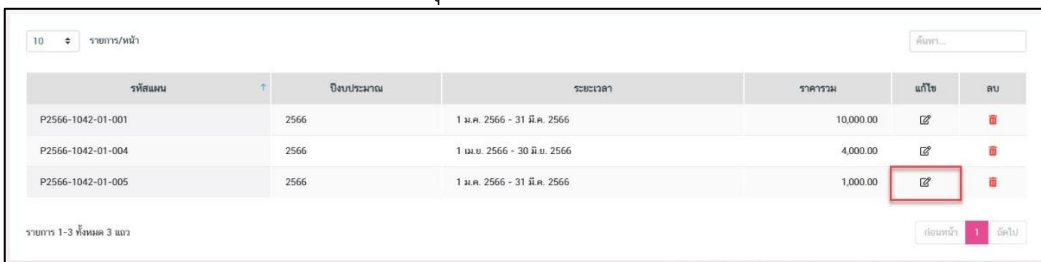 10 รายการ/หน้า ค้นหา...
รหัสแผน ปีงบประมาณ ระยะเวลา ราคารวม แก้ไข ลบ
P2566-1042-01-001 2566 1 ม.ค. 2566 - 31 มี.ค. 2566 10,000.00
P2566-1042-01-004 2566 1 เม.ย. 2566 - 30 มิ.ย. 2566 4,000.00
P2566-1042-01-005 2566 1 ม.ค. 2566 - 31 มี.ค. 2566 1,000.00
รายการ 1-3 ทั้งหมด 3 แถว ก่อนหน้า 1 ถัดไป